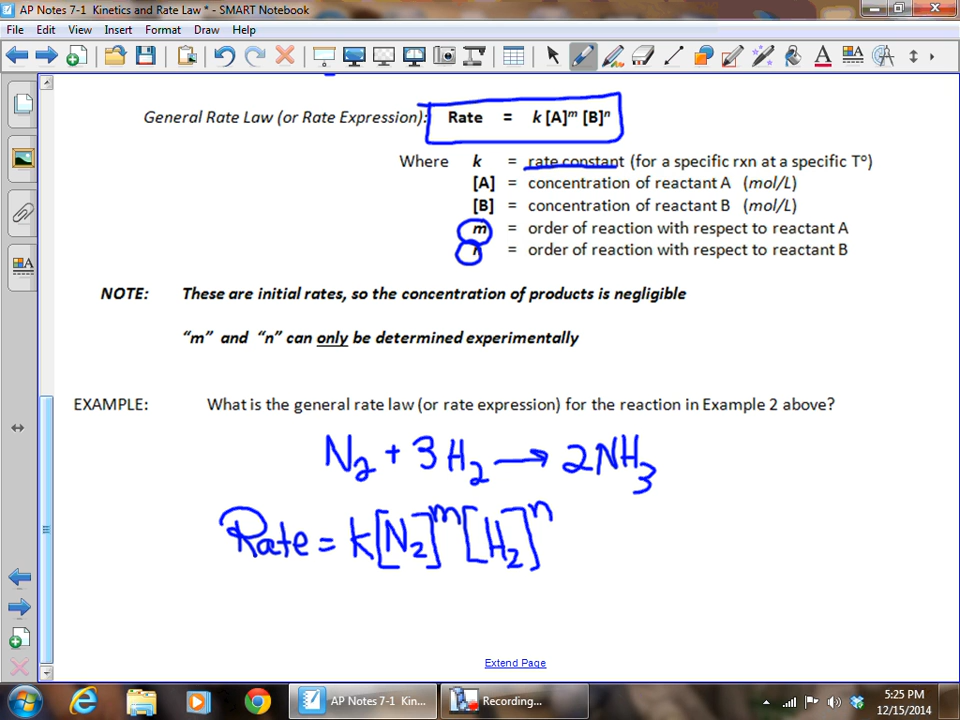 AP Notes 7-1 Kinetics and Rate Law * - SMART Notebook
File Edit View Insert Format Draw Help
General Rate Law (or Rate Expression): Rate = k [A]ᵐ [B]ⁿ
Where k = rate constant (for a specific rxn at a specific T°)
[A] = concentration of reactant A (mol/L)
[B] = concentration of reactant B (mol/L)
m = order of reaction with respect to reactant A
n = order of reaction with respect to reactant B
NOTE: These are initial rates, so the concentration of products is negligible
"m" and "n" can only be determined experimentally
EXAMPLE: What is the general rate law (or rate expression) for the reaction in Example 2 above?
N₂ + 3H₂ → 2NH₃
Rate = k[N₂]ᵐ[H₂]ⁿ
Extend Page
AP Notes 7-1 Kin... Recording... 5:25 PM
12/15/2014